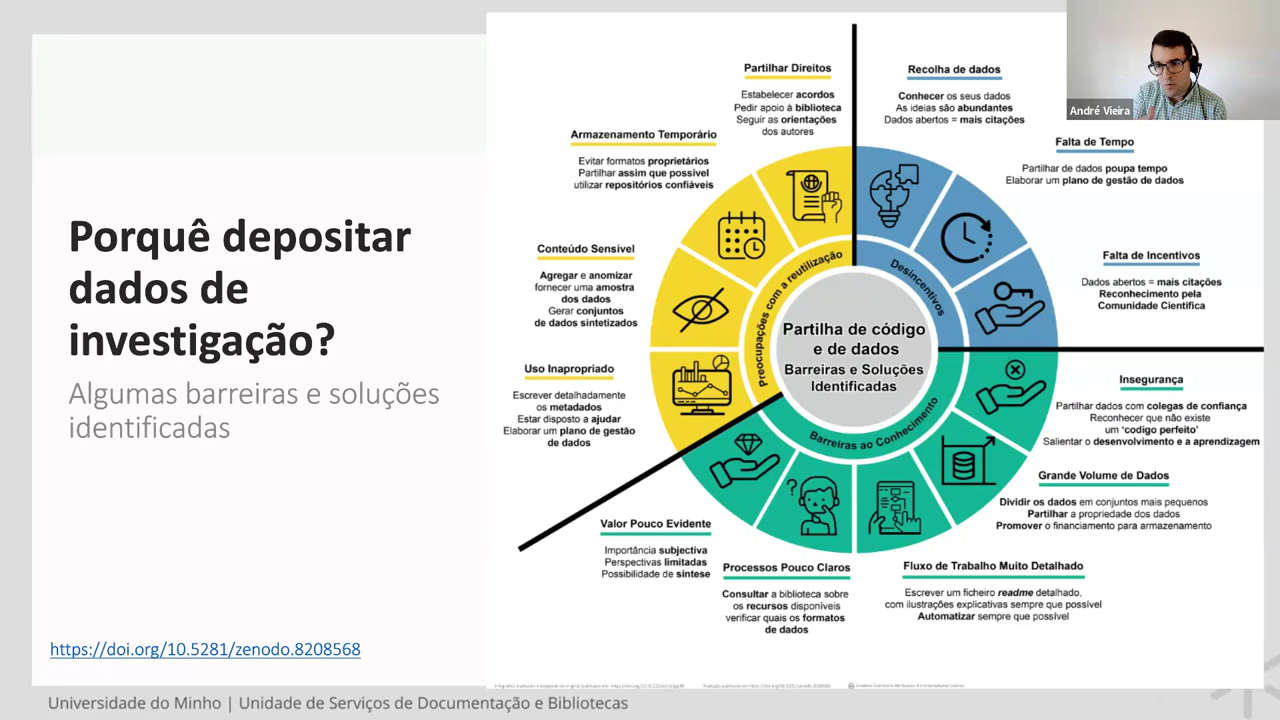 Porquê depositar
dados de
investigação?
Algumas barreiras e soluções
identificadas
https://doi.org/10.5281/zenodo.8208568
Partilhar Direitos
Estabelecer acordos
Pedir apoio à biblioteca
Seguir as orientações
dos autores
Armazenamento Temporário
Evitar formatos proprietários
Partilhar assim que possível
utilizar repositórios confiáveis
Conteúdo Sensível
Agregar e anomizar
fornecer uma amostra
dos dados
Gerar conjuntos
de dados sintetizados
Uso Inapropriado
Escrever detalhadamente
os metadados
Estar disposto a ajudar
Elaborar um plano de gestão
de dados
Recolha de dados
Conhecer os seus dados
As ideias são abundantes
Dados abertos = mais citações
André Vieira
Falta de Tempo
Partilhar de dados poupa tempo
Elaborar um plano de gestão de dados
Falta de Incentivos
Dados abertos = mais citações
Reconhecimento pela
Comunidade Científica
Preocupações com a reutilização
Desincentivos
Barreiras ao Conhecimento
Partilha de código
e de dados
Barreiras e Soluções
Identificadas
Insegurança
Partilhar dados com colegas de confiança
Reconhecer que não existe
um 'codigo perfeito'
Salientar o desenvolvimento e a aprendizagem
Grande Volume de Dados
Dividir os dados em conjuntos mais pequenos
Partilhar a propriedade dos dados
Promover o financiamento para armazenamento
Fluxo de Trabalho Muito Detalhado
Escrever um ficheiro readme detalhado,
com ilustrações explicativas sempre que possível
Automatizar sempre que possível
Processos Pouco Claros
Consultar a biblioteca sobre
os recursos disponíveis
verificar quais os formatos
de dados
Valor Pouco Evidente
Importância subjectiva
Perspectivas limitadas
Possibilidade de síntese
Universidade do Minho | Unidade de Serviços de Documentação e Bibliotecas